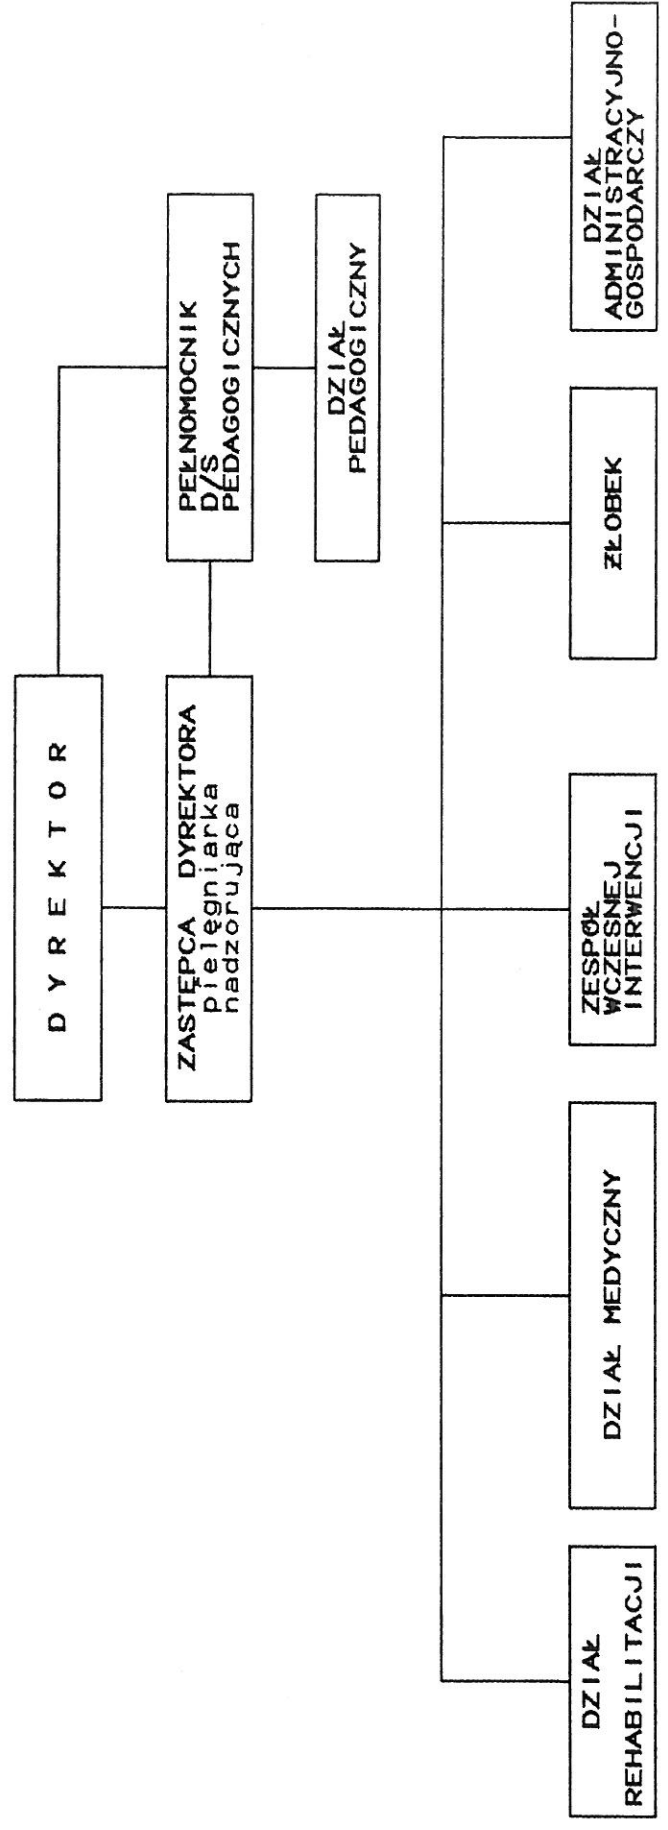 D Y R E K T O R
ZASTĘPCA DYREKTORA
pielęgniarka
nadzorująca
PEŁNOMOCNIK
D/S
PEDAGOGICZNYCH
DZIAŁ
PEDAGOGICZNY
DZIAŁ
REHABILITACJI
DZIAŁ MEDYCZNY
ZESPÓŁ
WCZESNEJ
INTERWENCJI
ŻŁOBEK
DZIAŁ
ADMINISTRACYJNO-
GOSPODARCZY